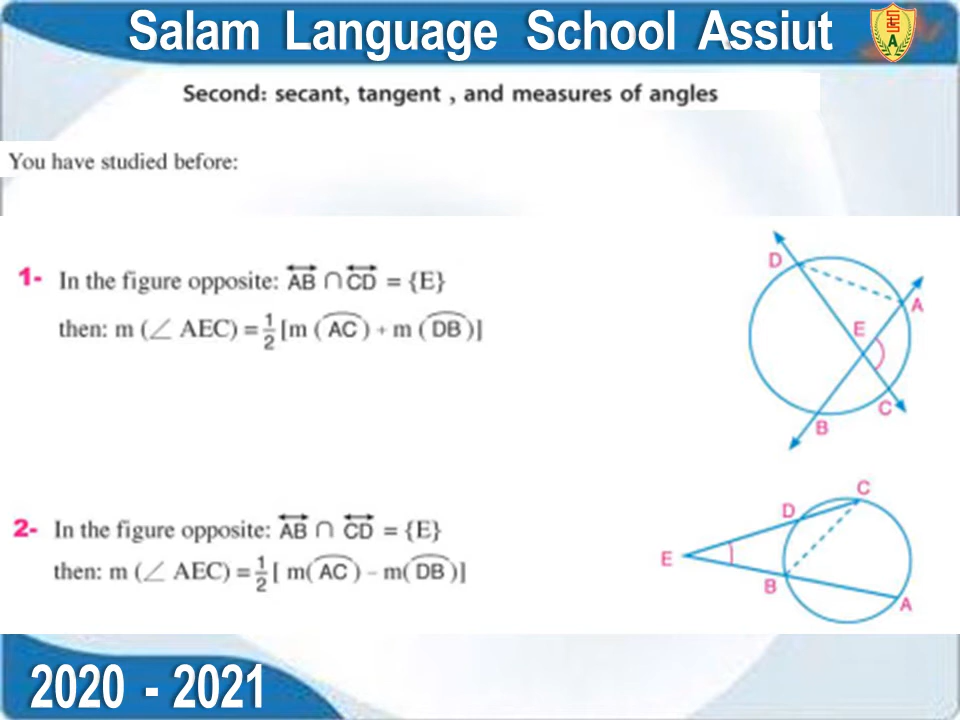 Salam Language School Assiut
Second: secant, tangent , and measures of angles
You have studied before:
1- In the figure opposite: AB ∩ CD = {E}
then: m (∠ AEC) = 1/2 [m (AC) + m (DB)]
D
A
E
C
B
2- In the figure opposite: AB ∩ CD = {E}
then: m (∠ AEC) = 1/2 [ m(AC) – m(DB)]
C
D
E
B
A
2020 - 2021